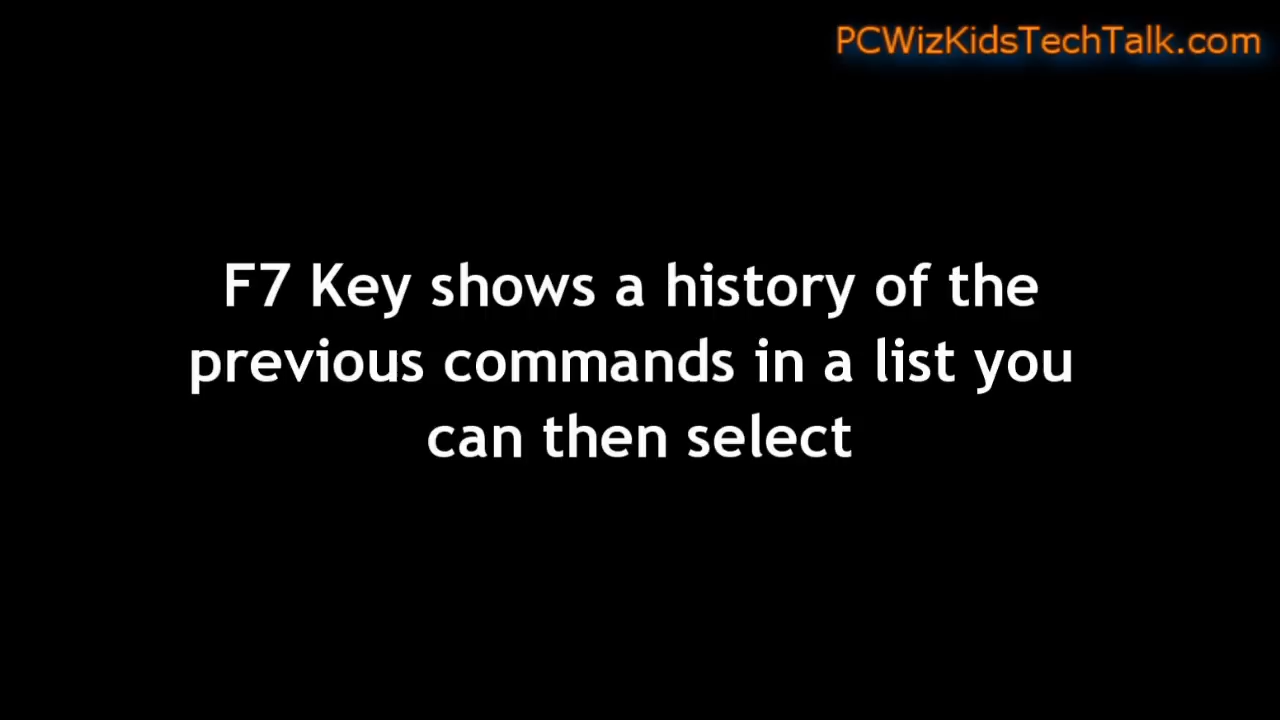 PCWizKidsTechTalk.com
F7 Key shows a history of the
previous commands in a list you
can then select